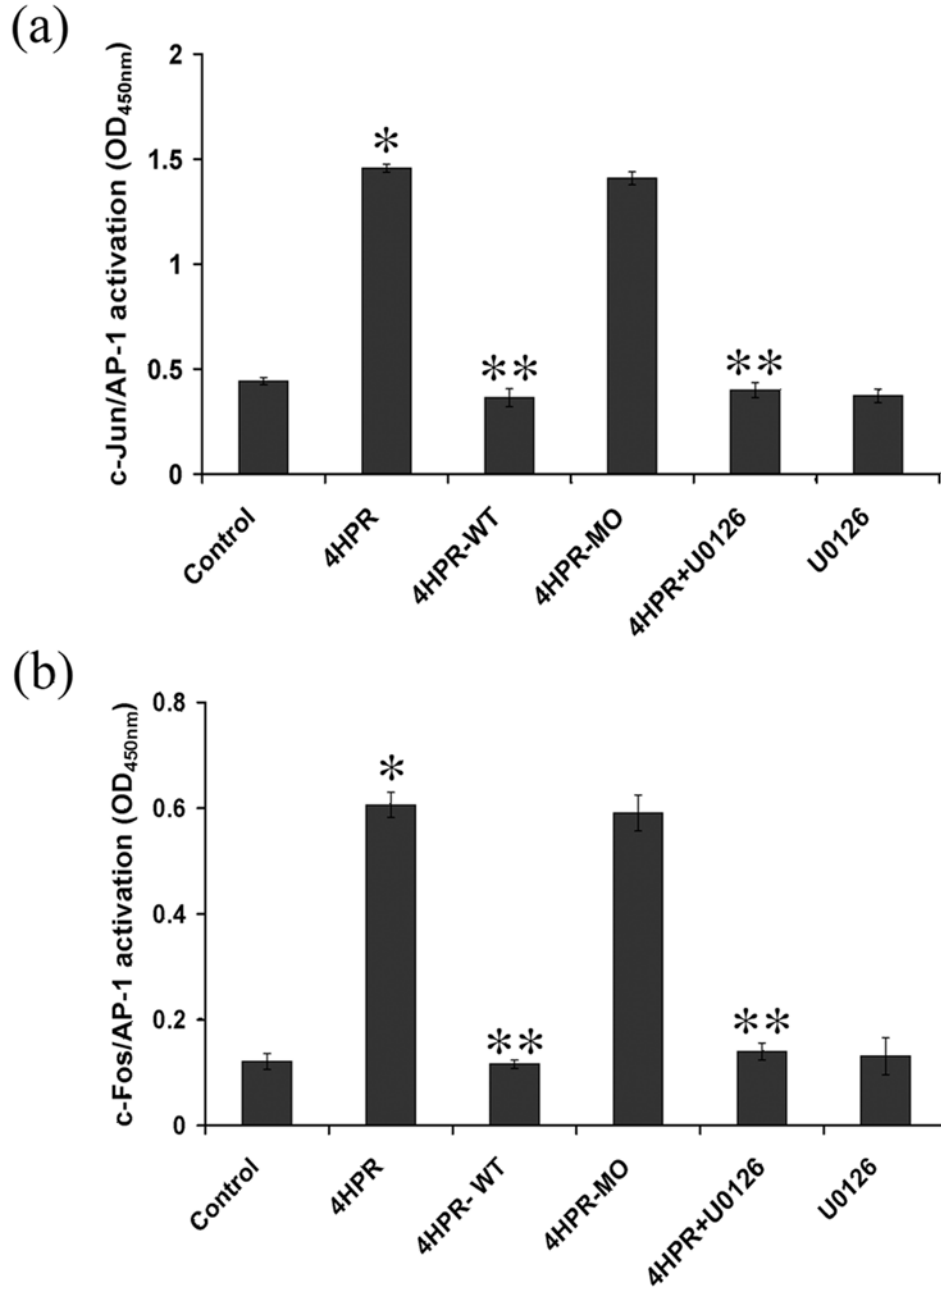 (a)
c-Jun/AP-1 activation (OD450nm)
2
1.5
1
0.5
0
*
**
**
Control
4HPR
4HPR-WT
4HPR-MO
4HPR+U0126
U0126
(b)
c-Fos/AP-1 activation (OD450nm)
0.8
0.6
0.4
0.2
0
*
**
**
Control
4HPR
4HPR- WT
4HPR-MO
4HPR+U0126
U0126